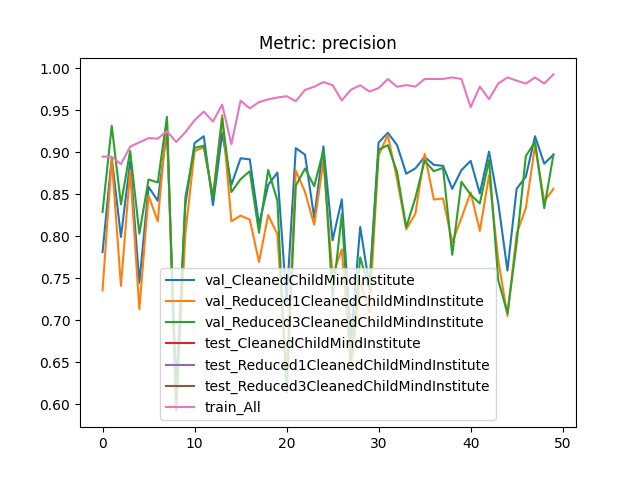 Metric: precision
1.00
0.95
0.90
0.85
0.80
0.75
0.70
0.65
0.60
val_CleanedChildMindInstitute
val_Reduced1CleanedChildMindInstitute
val_Reduced3CleanedChildMindInstitute
test_CleanedChildMindInstitute
test_Reduced1CleanedChildMindInstitute
test_Reduced3CleanedChildMindInstitute
train_All
0
10
20
30
40
50